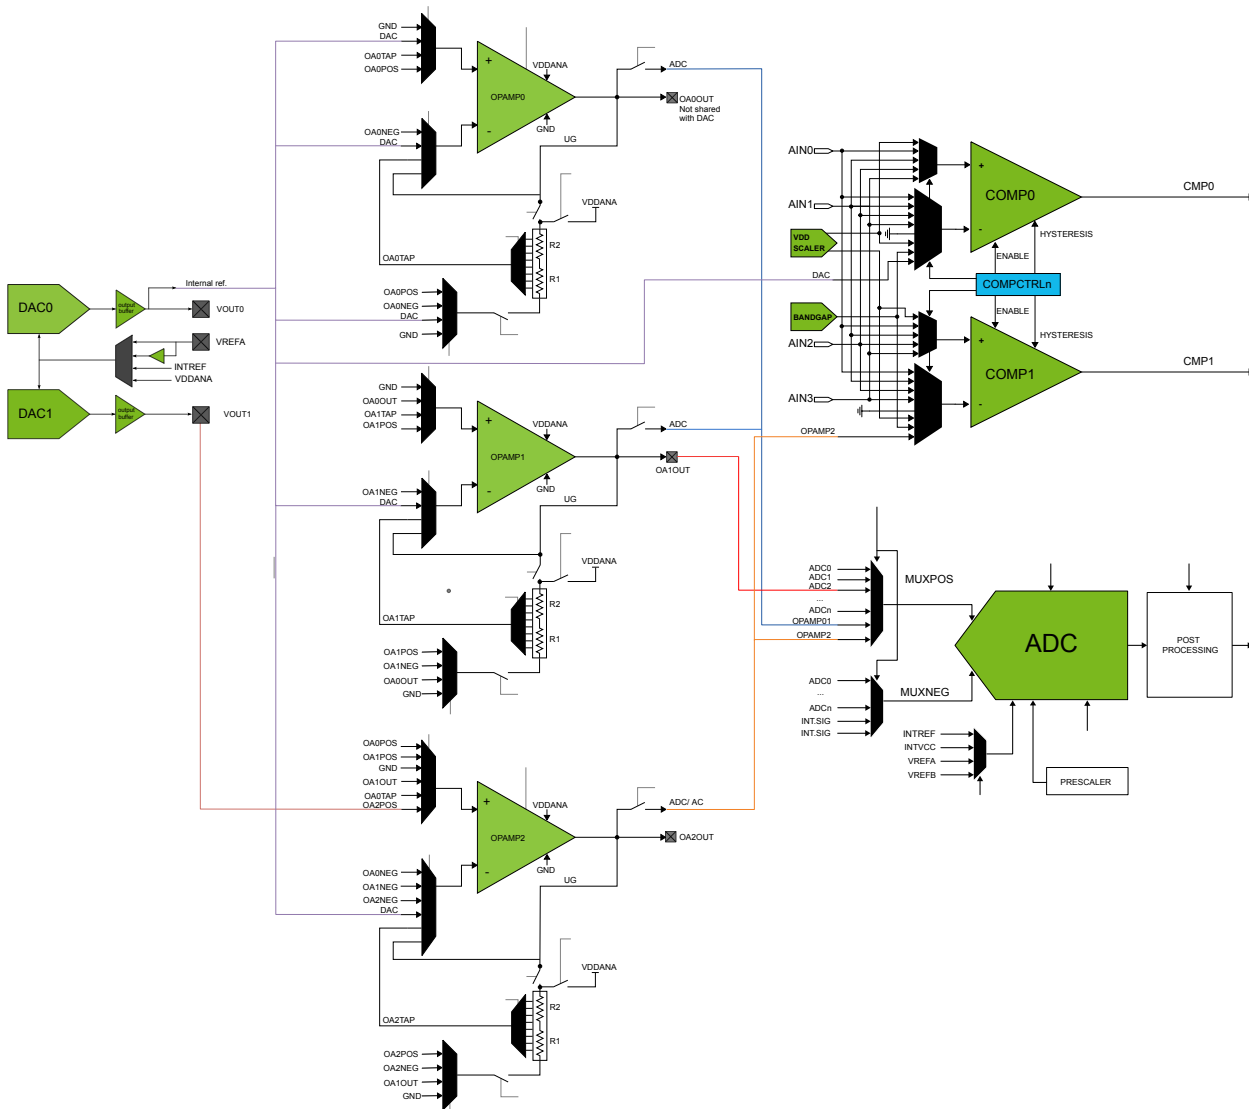 GND
DAC
OA0TAP
OA0POS
VDDANA
OPAMP0
GND
ADC
OA0OUT
Not shared
with DAC
OA0NEG
DAC
UG
VDDANA
R2
R1
OA0TAP
OA0POS
OA0NEG
DAC
GND
DAC0
output
buffer
Internal ref.
VOUT0
VREFA
INTREF
VDDANA
DAC1
output
buffer
VOUT1
AIN0
AIN1
VDD
SCALER
DAC
BANDGAP
AIN2
AIN3
OPAMP2
COMP0
CMP0
HYSTERESIS
ENABLE
COMPCTRLn
ENABLE
HYSTERESIS
COMP1
CMP1
GND
OA0OUT
OA1TAP
OA1POS
VDDANA
OPAMP1
GND
ADC
OA1OUT
OA1NEG
DAC
UG
VDDANA
R2
R1
OA1TAP
OA1POS
OA1NEG
OA0OUT
GND
ADC0
ADC1
ADC2
...
ADCn
OPAMP01
OPAMP2
MUXPOS
ADC0
...
ADCn
INT.SIG
INT.SIG
MUXNEG
ADC
POST
PROCESSING
INTREF
INTVCC
VREFA
VREFB
PRESCALER
OA0POS
OA1POS
GND
OA1OUT
OA0TAP
OA2POS
VDDANA
OPAMP2
GND
ADC/ AC
OA2OUT
OA0NEG
OA1NEG
OA2NEG
DAC
UG
VDDANA
R2
R1
OA2TAP
OA2POS
OA2NEG
OA1OUT
GND